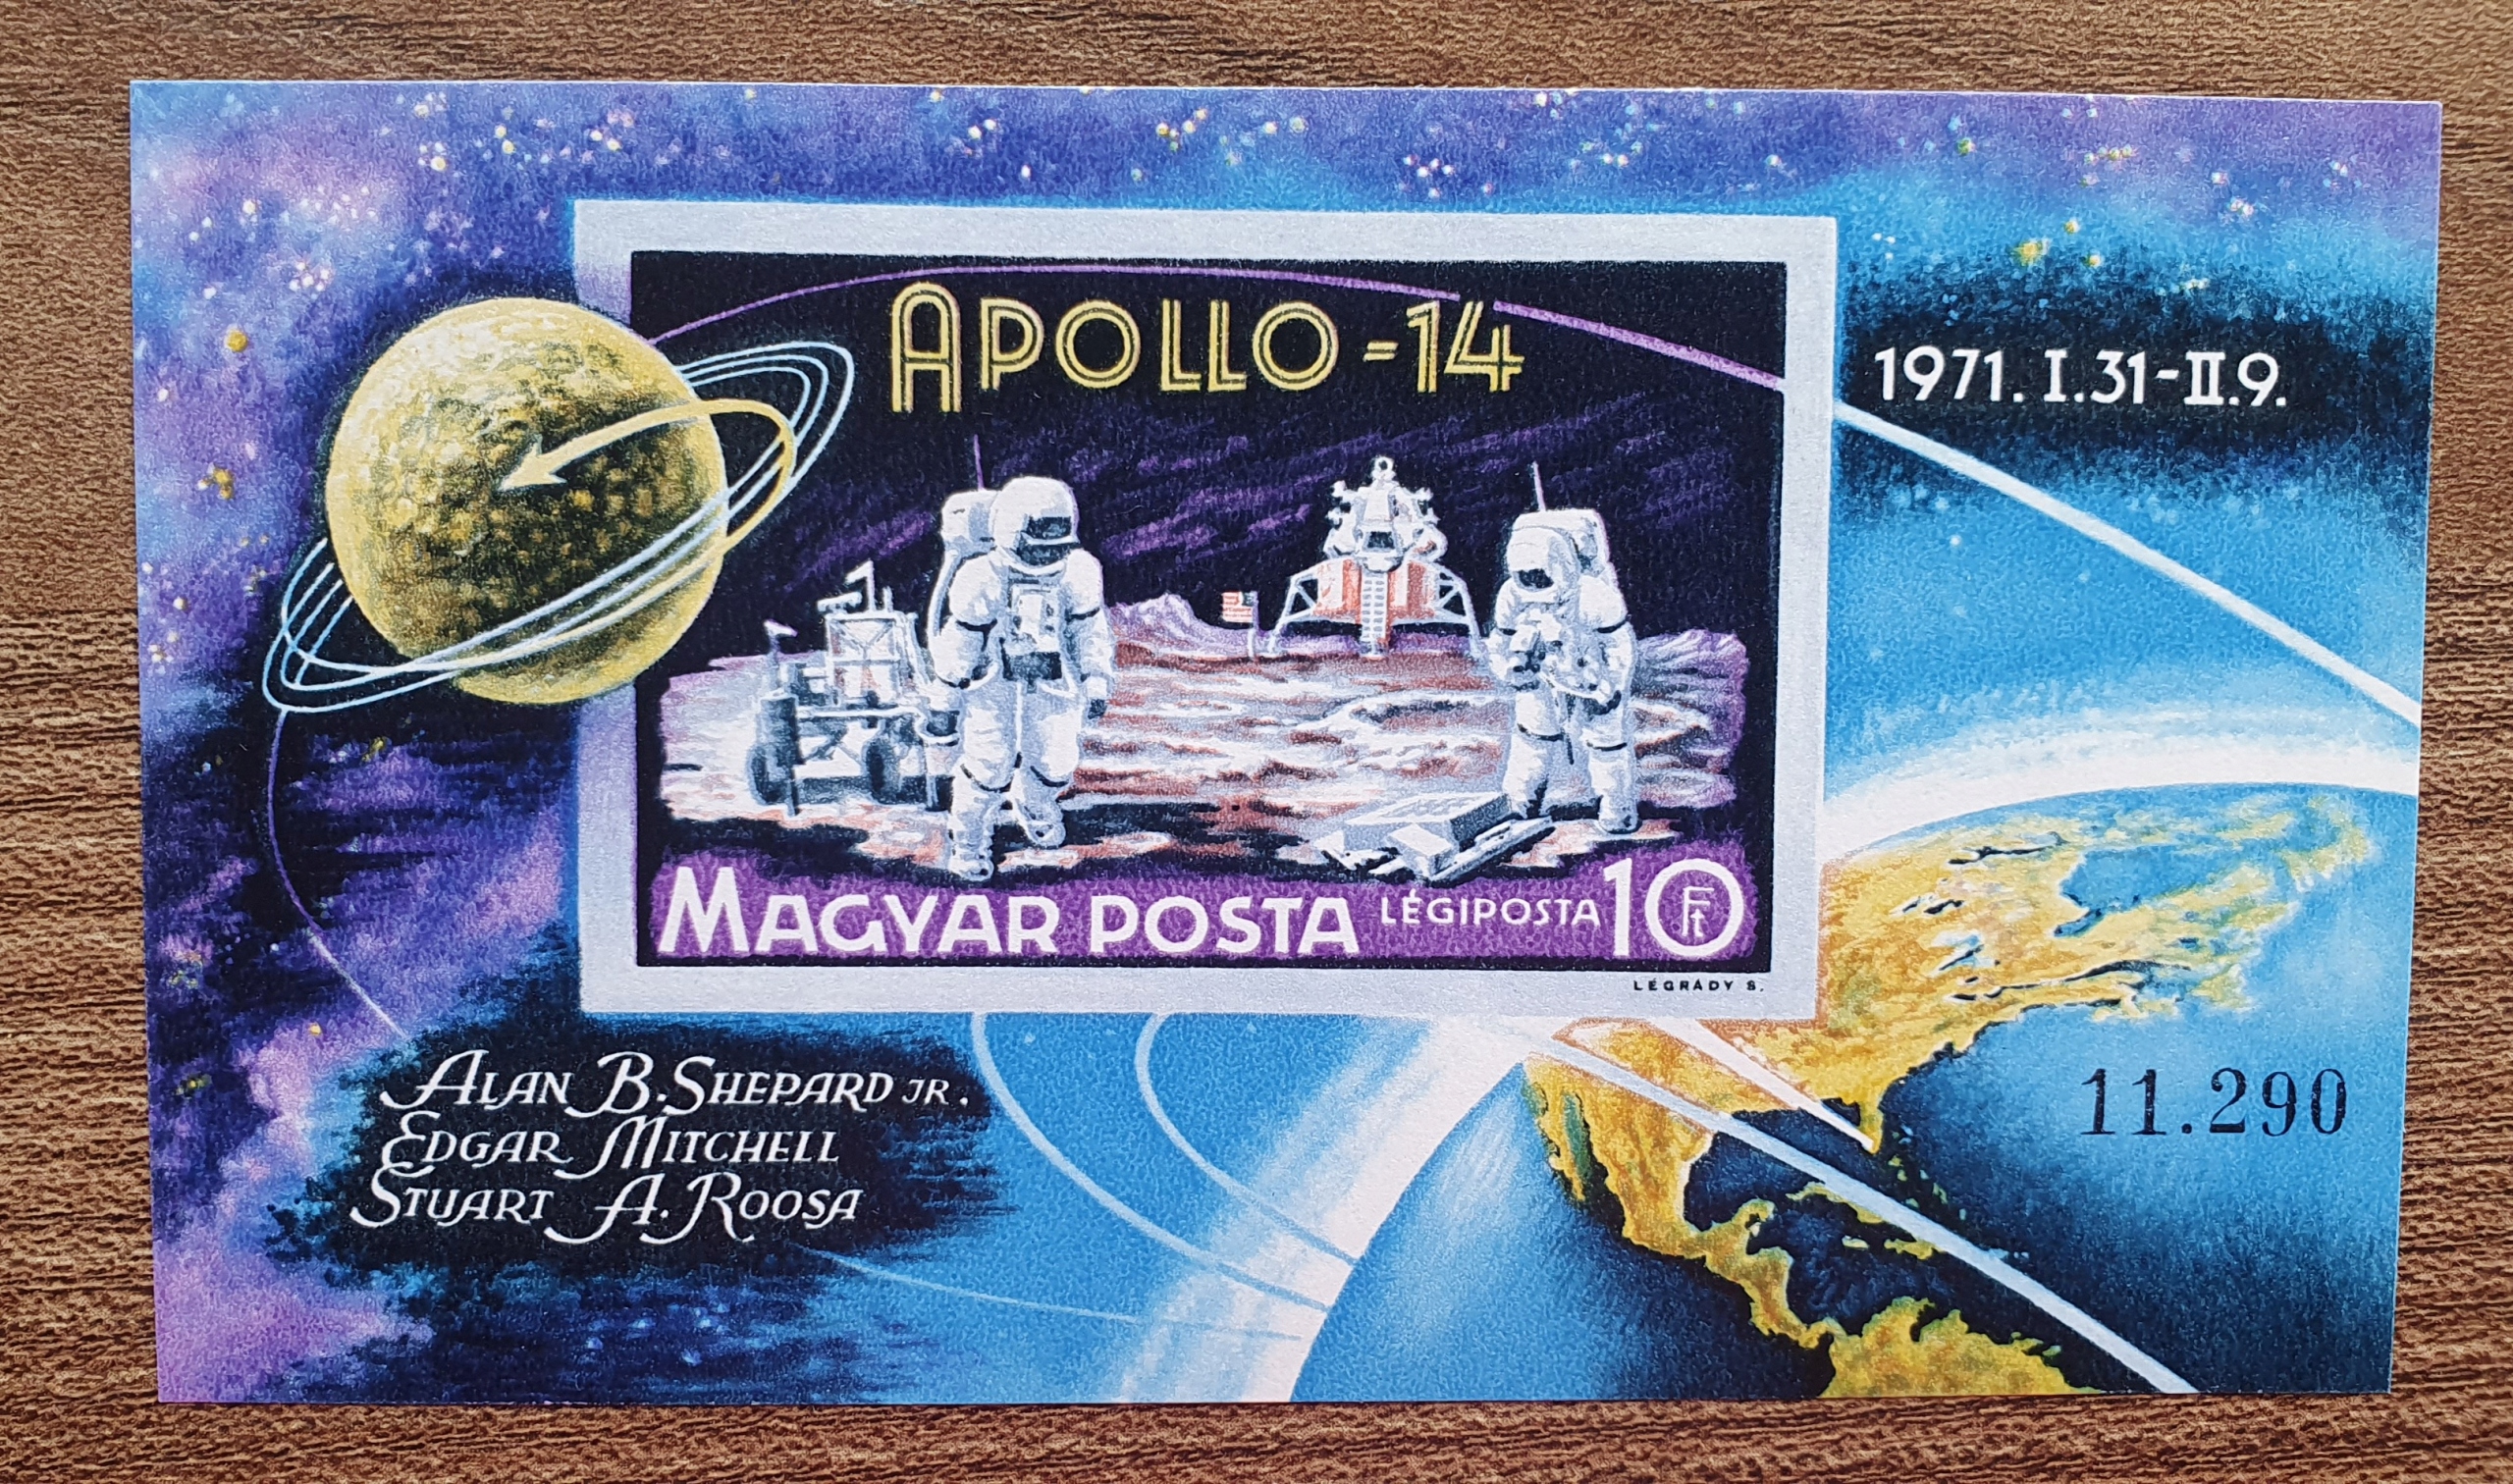 APOLLO-14
1971. I.31-II.9.
MAGYAR POSTA LÉGIPOSTA 10 Ft
LÉGRÁDY S.
ALAN B. SHEPARD JR.
EDGAR MITCHELL
STUART A. ROOSA
11.290